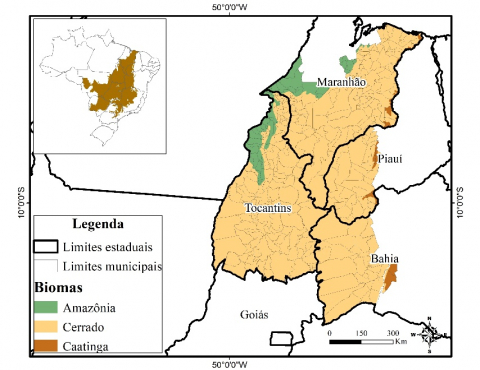 50°0'0"W
Maranhão
Piauí
10°0'0"S
10°0'0"S
Tocantins
Legenda
Limites estaduais
Limites municipais
Biomas
Amazônia
Cerrado
Caatinga
Bahia
Goiás
N
W E
S
0 150 300
Km
50°0'0"W